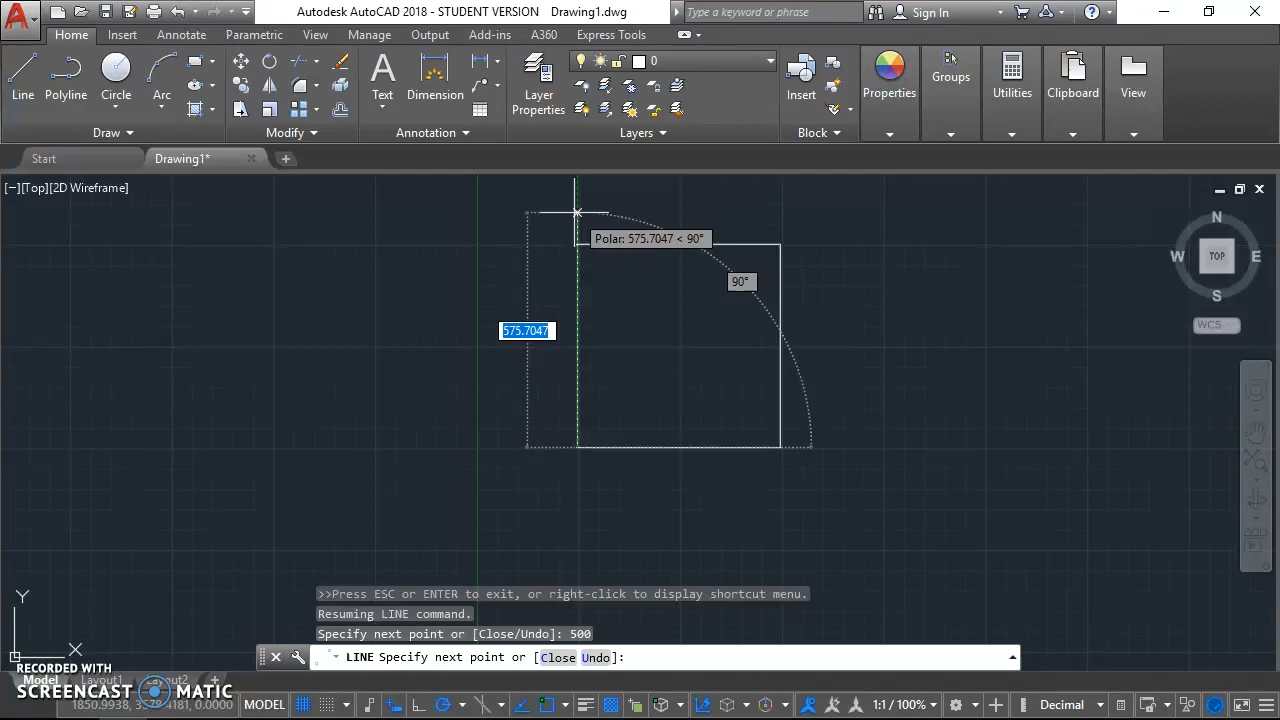 Autodesk AutoCAD 2018 - STUDENT VERSION Drawing1.dwg
Type a keyword or phrase
Sign In
Home Insert Annotate Parametric View Manage Output Add-ins A360 Express Tools
0
Line Polyline Circle Arc Text Dimension Layer Properties Insert Properties Groups Utilities Clipboard View
Draw Modify Annotation Layers Block
Start Drawing1*
[−][Top][2D Wireframe]
N
W TOP E
S
WCS
Polar: 575.7047 < 90°
90°
575.7047
Y
X
>>Press ESC or ENTER to exit, or right-click to display shortcut menu.
Resuming LINE command.
Specify next point or [Close/Undo]: 500
LINE Specify next point or [Close Undo]:
RECORDED WITH
SCREENCAST MATIC
Model Layout1 Layout2
MODEL 1:1 / 100% Decimal